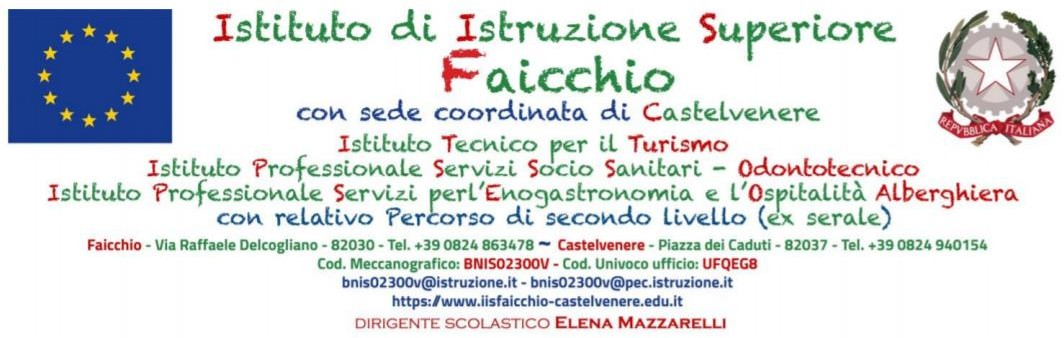 Istituto di Istruzione Superiore
Faicchio
con sede coordinata di Castelvenere
Istituto Tecnico per il Turismo
Istituto Professionale Servizi Socio Sanitari – Odontotecnico
Istituto Professionale Servizi perl'Enogastronomia e l'Ospitalità Alberghiera
con relativo Percorso di secondo livello (ex serale)
Faicchio - Via Raffaele Delcogliano - 82030 - Tel. +39 0824 863478 ~ Castelvenere - Piazza dei Caduti - 82037 - Tel. +39 0824 940154
Cod. Meccanografico: BNIS02300V - Cod. Univoco ufficio: UFQEG8
bnis02300v@istruzione.it - bnis02300v@pec.istruzione.it
https://www.iisfaicchio-castelvenere.edu.it
DIRIGENTE SCOLASTICO ELENA MAZZARELLI
REPVBBLICA ITALIANA